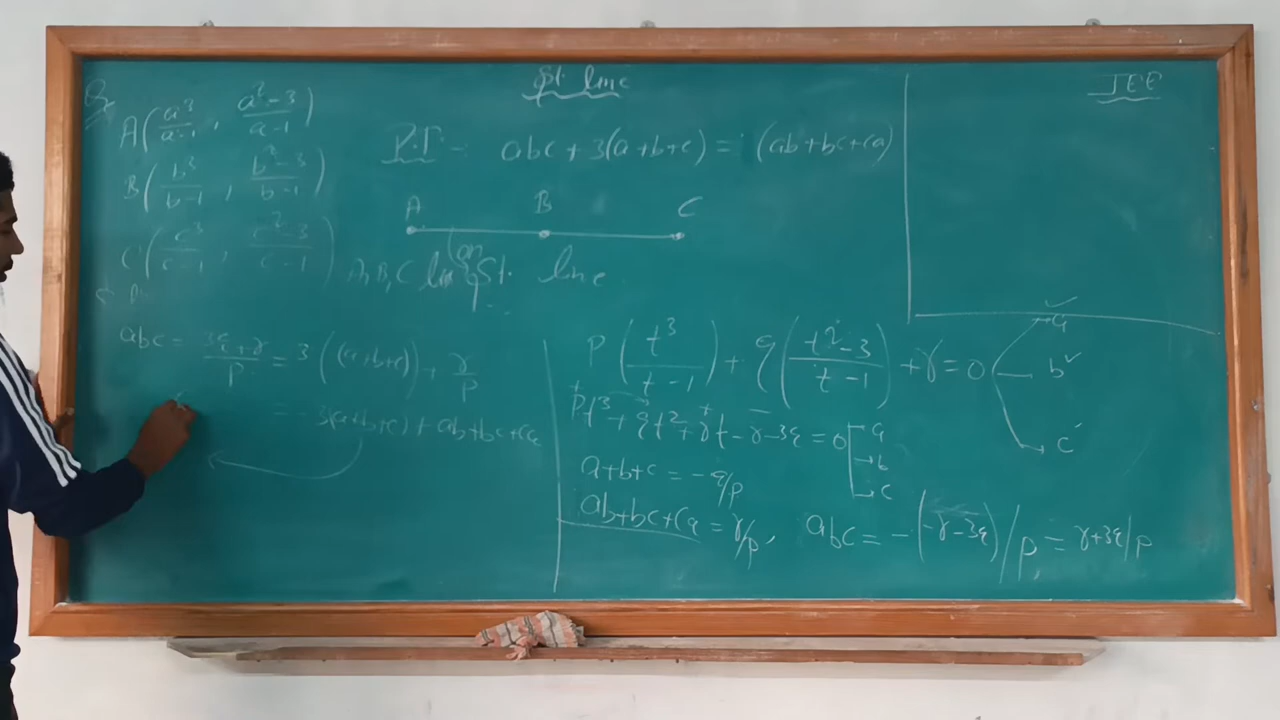 St. line
JEE
A(a³/a-1, a²-3/a-1)
B(b³/b-1, b²-3/b-1)
C(c³/c-1, c²-3/c-1)
P.T:- abc + 3(a+b+c) = (ab+bc+ca)
A B C
A, B, C St. line
abc = 3q+r/p = 3((a+b+c)) + r/p
= -3(a+b+c) + ab+bc+ca
p(t³/t-1) + q(t²-3/t-1) + r = 0
a
b
c
pt³ + qt² + rt - r - 3q = 0
a
b
c
a+b+c = -q/p
ab+bc+ca = r/p, abc = -(-r-3q)/p = r+3q/p